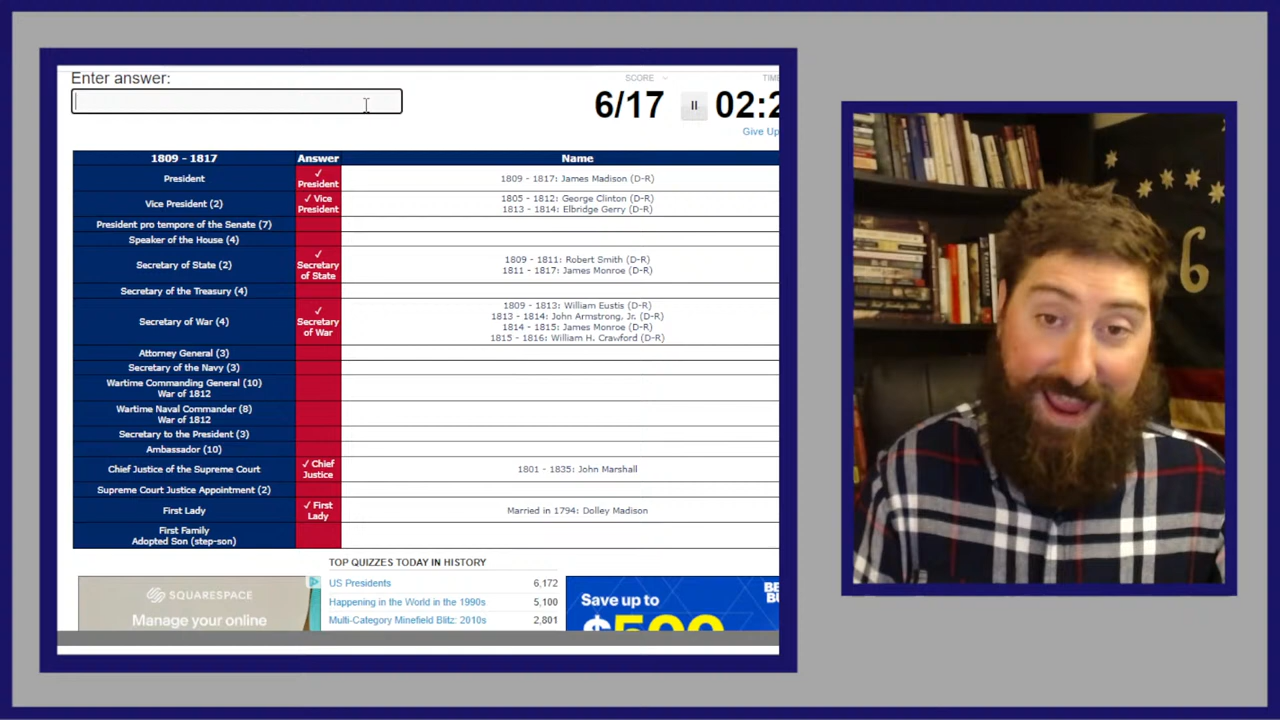 Enter answer:
SCORE
TIM
6/17
02:2
Give Up
1809 - 1817 Answer Name
President ✓ President 1809 - 1817: James Madison (D-R)
Vice President (2) ✓ Vice President 1805 - 1812: George Clinton (D-R)
1813 - 1814: Elbridge Gerry (D-R)
President pro tempore of the Senate (7)
Speaker of the House (4)
Secretary of State (2) ✓ Secretary of State 1809 - 1811: Robert Smith (D-R)
1811 - 1817: James Monroe (D-R)
Secretary of the Treasury (4)
Secretary of War (4) ✓ Secretary of War 1809 - 1813: William Eustis (D-R)
1813 - 1814: John Armstrong, Jr. (D-R)
1814 - 1815: James Monroe (D-R)
1815 - 1816: William H. Crawford (D-R)
Attorney General (3)
Secretary of the Navy (3)
Wartime Commanding General (10)
War of 1812
Wartime Naval Commander (8)
War of 1812
Secretary to the President (3)
Ambassador (10)
Chief Justice of the Supreme Court ✓ Chief Justice 1801 - 1835: John Marshall
Supreme Court Justice Appointment (2)
First Lady ✓ First Lady Married in 1794: Dolley Madison
First Family
Adopted Son (step-son)
TOP QUIZZES TODAY IN HISTORY
US Presidents 6,172
Happening in the World in the 1990s 5,100
Multi-Category Minefield Blitz: 2010s 2,801
SQUARESPACE
Manage your online
Save up to
$500
BE
BU
6